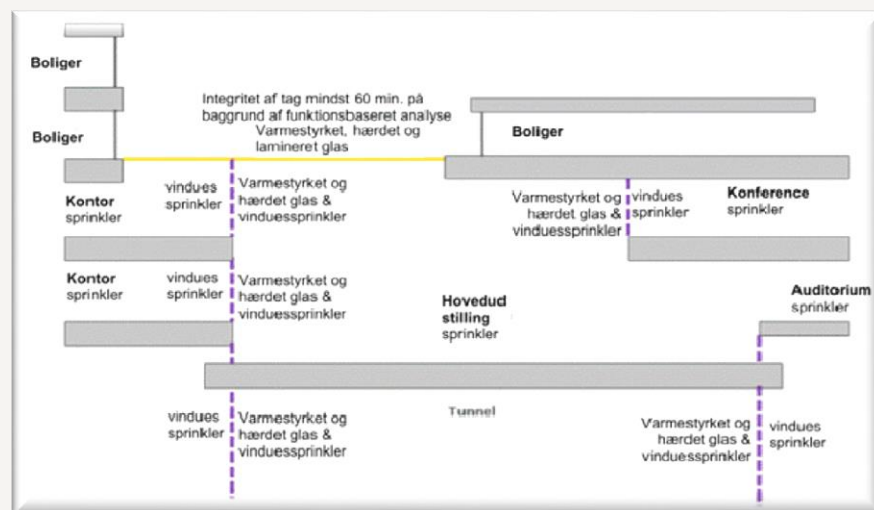 Boliger
Integritet af tag mindst 60 min. på
baggrund af funktionsbaseret analyse
Varmestyrket, hærdet og
lamineret glas
Boliger
Boliger
Kontor
sprinkler
vindues
sprinkler
Varmestyrket og
hærdet glas &
vinduessprinkler
Varmestyrket og
hærdet glas &
vinduessprinkler
vindues
sprinkler
Konference
sprinkler
Kontor
sprinkler
vindues
sprinkler
Varmestyrket og
hærdet glas &
vinduessprinkler
Hovedud
stilling
sprinkler
Auditorium
sprinkler
vindues
sprinkler
Varmestyrket og
hærdet glas &
vinduessprinkler
Tunnel
Varmestyrket og
hærdet glas &
vinduessprinkler
vindues
sprinkler